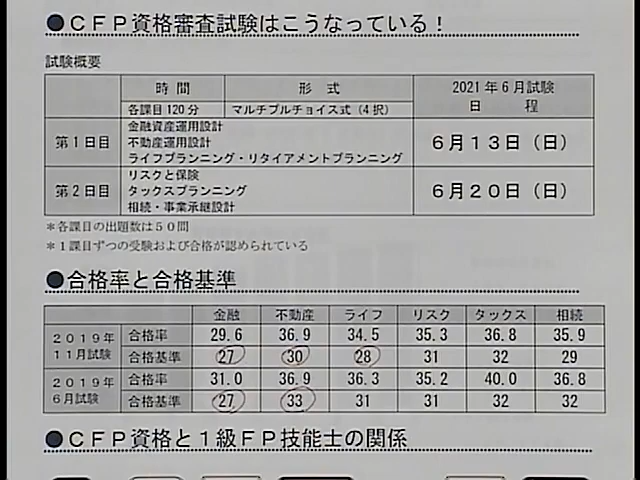 ●ＣＦＰ資格審査試験はこうなっている！
試験概要
時間 形式 2021年6月試験
日 程
各課目120分 マルチプルチョイス式（4択）
第1日目 金融資産運用設計
不動産運用設計
ライフプランニング・リタイアメントプランニング
６月１３日（日）
第2日目 リスクと保険
タックスプランニング
相続・事業承継設計
６月２０日（日）
＊各課目の出題数は５０問
＊１課目ずつの受験および合格が認められている
●合格率と合格基準
金融 不動産 ライフ リスク タックス 相続
２０１９年
１１月試験
合格率 29.6 36.9 34.5 35.3 36.8 35.9
合格基準 27 30 28 31 32 29
２０１９年
６月試験
合格率 31.0 36.9 36.3 35.2 40.0 36.8
合格基準 27 33 31 31 32 32
●ＣＦＰ資格と１級ＦＰ技能士の関係